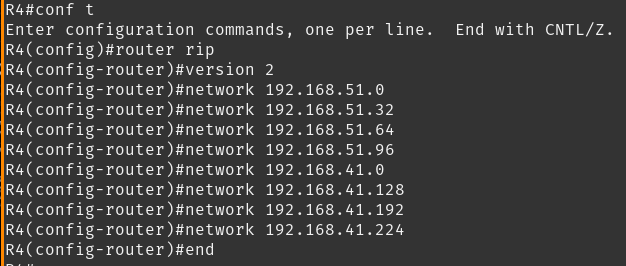 R4#conf t
Enter configuration commands, one per line.  End with CNTL/Z.
R4(config)#router rip
R4(config-router)#version 2
R4(config-router)#network 192.168.51.0
R4(config-router)#network 192.168.51.32
R4(config-router)#network 192.168.51.64
R4(config-router)#network 192.168.51.96
R4(config-router)#network 192.168.41.0
R4(config-router)#network 192.168.41.128
R4(config-router)#network 192.168.41.192
R4(config-router)#network 192.168.41.224
R4(config-router)#end
R4#